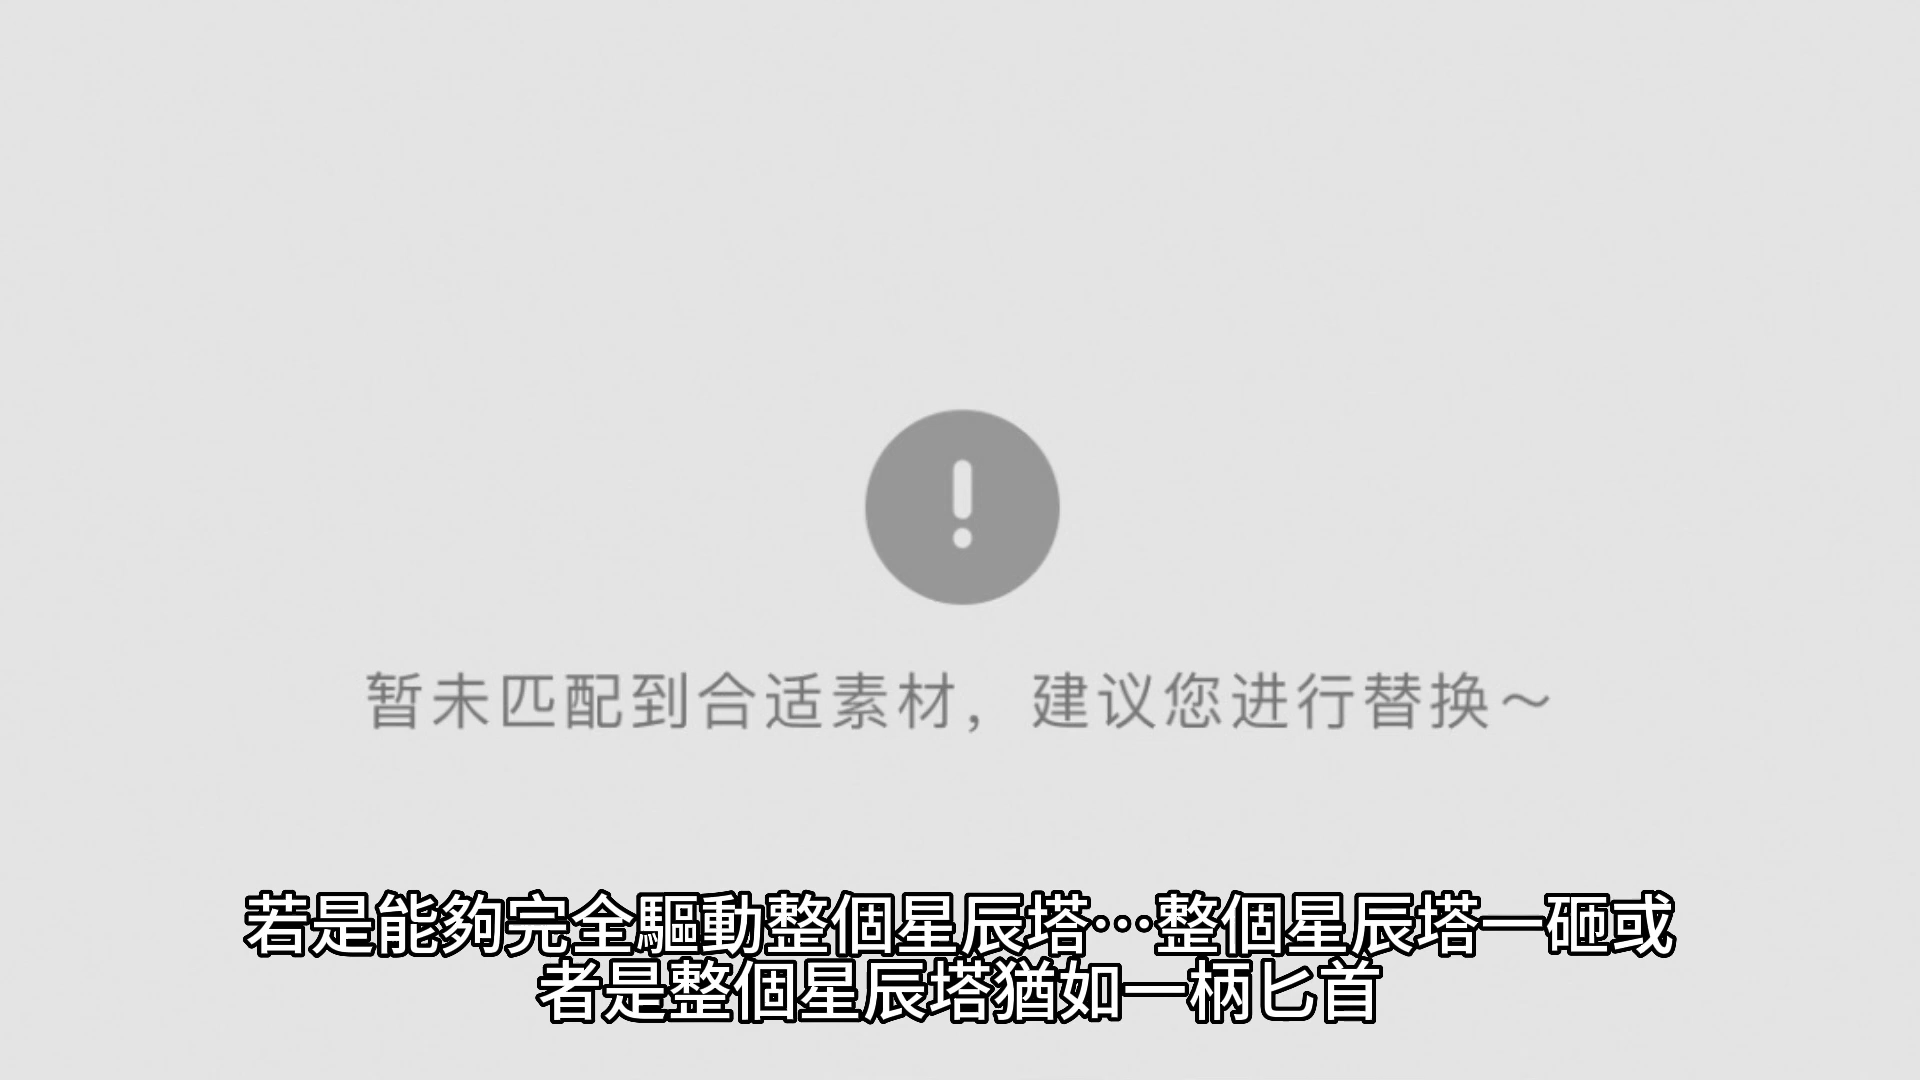 暂未匹配到合适素材，建议您进行替换～
若是能夠完全驅動整個星辰塔…整個星辰塔一砸或
者是整個星辰塔猶如一柄匕首